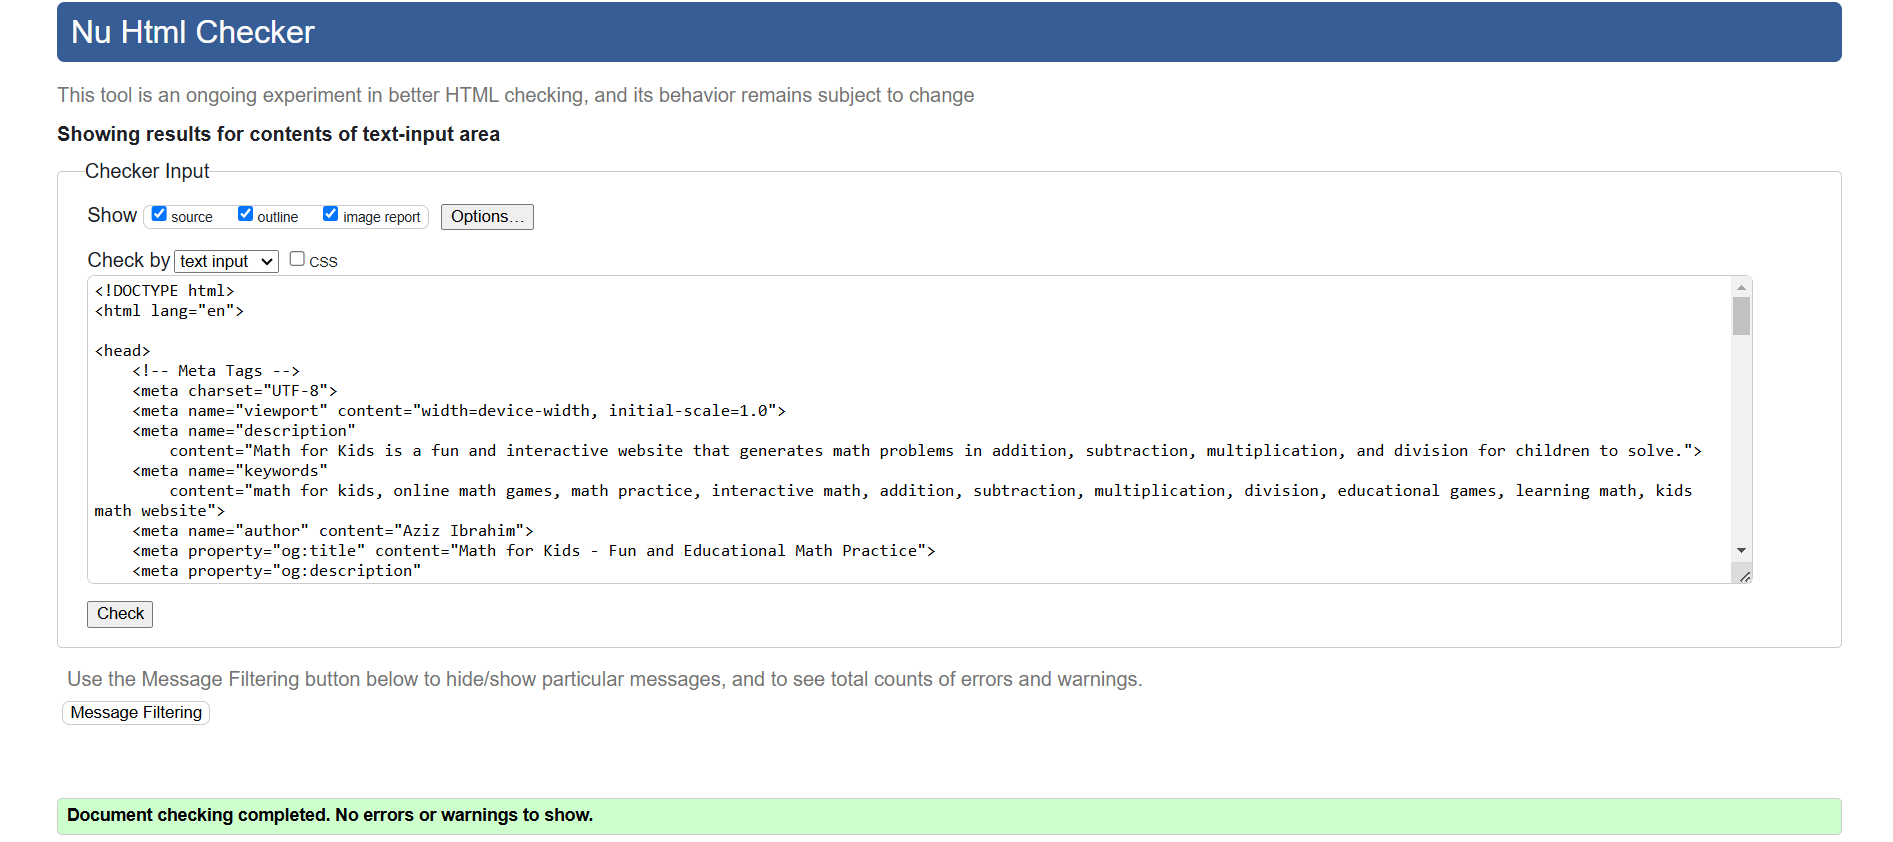 Nu Html Checker
This tool is an ongoing experiment in better HTML checking, and its behavior remains subject to change
Showing results for contents of text-input area
Checker Input
Show source outline image report Options...
Check by text input CSS
<!DOCTYPE html>
<html lang="en">
<head>
<!-- Meta Tags -->
<meta charset="UTF-8">
<meta name="viewport" content="width=device-width, initial-scale=1.0">
<meta name="description"
content="Math for Kids is a fun and interactive website that generates math problems in addition, subtraction, multiplication, and division for children to solve.">
<meta name="keywords"
content="math for kids, online math games, math practice, interactive math, addition, subtraction, multiplication, division, educational games, learning math, kids
math website">
<meta name="author" content="Aziz Ibrahim">
<meta property="og:title" content="Math for Kids - Fun and Educational Math Practice">
<meta property="og:description"
Check
Use the Message Filtering button below to hide/show particular messages, and to see total counts of errors and warnings.
Message Filtering
Document checking completed. No errors or warnings to show.